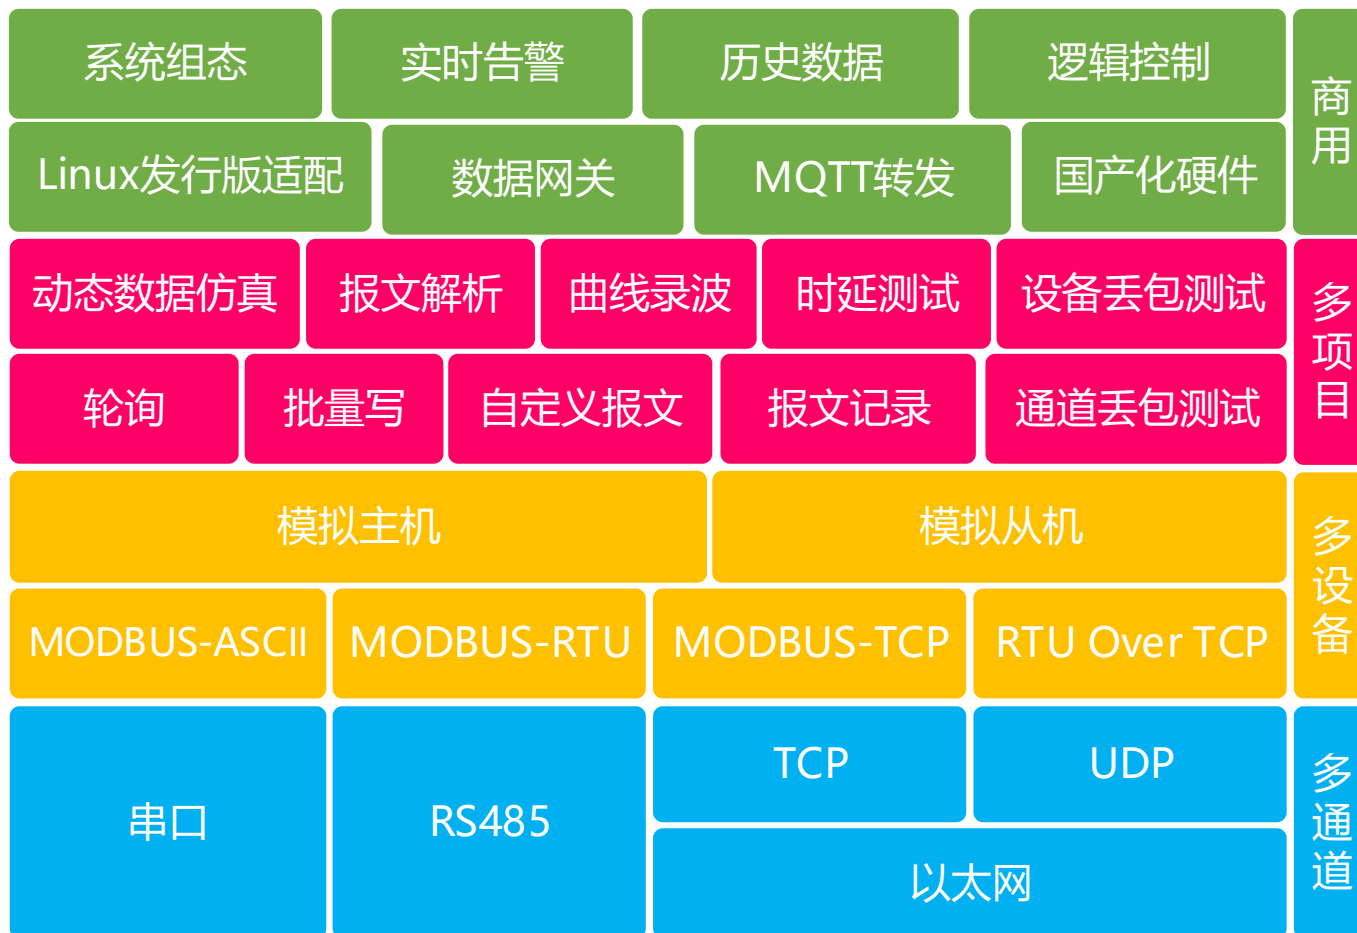 系统组态
实时告警
历史数据
逻辑控制
商用
Linux发行版适配
数据网关
MQTT转发
国产化硬件
动态数据仿真
报文解析
曲线录波
时延测试
设备丢包测试
多项目
轮询
批量写
自定义报文
报文记录
通道丢包测试
模拟主机
模拟从机
多设备
MODBUS-ASCII
MODBUS-RTU
MODBUS-TCP
RTU Over TCP
串口
RS485
TCP
UDP
以太网
多通道